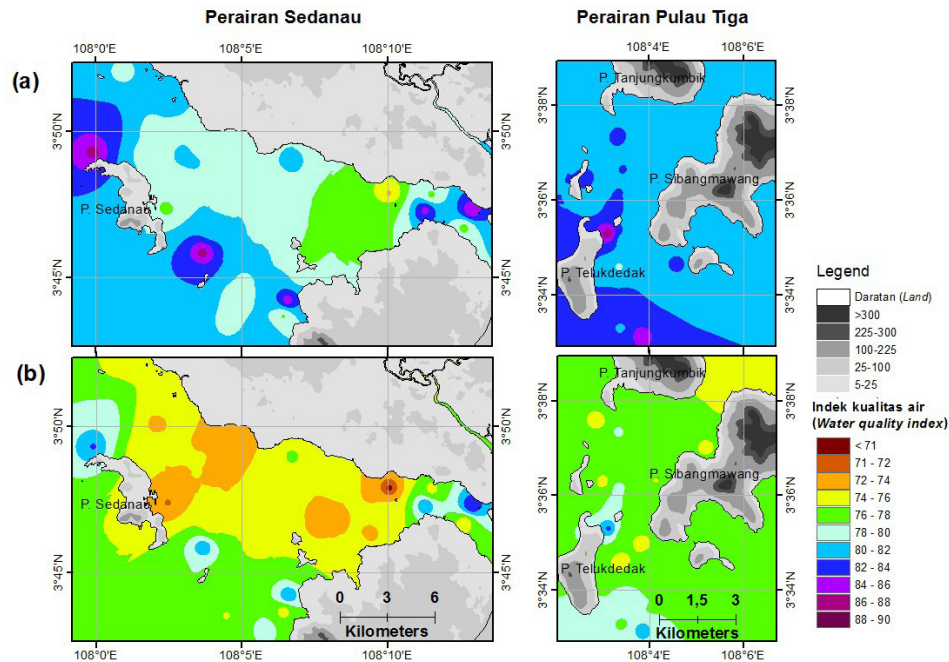 Perairan Sedanau
Perairan Pulau Tiga
108°0'E 108°5'E 108°10'E
108°4'E 108°6'E
(a)
P. Tanjungkumbik
3°50'N
3°38'N
3°38'N
P. Sibangmawang
P. Sedanau
3°36'N
3°36'N
3°45'N
P. Telukdedak
3°34'N
3°34'N
(b)
P. Tanjungkumbik
3°50'N
3°50'N
3°38'N
3°38'N
P. Sibangmawang
P. Sedanau
3°36'N
3°36'N
3°45'N
3°45'N
P. Telukdedak
3°34'N
3°34'N
0 3 6
Kilometers
0 1,5 3
Kilometers
108°0'E 108°5'E 108°10'E
108°4'E 108°6'E
Legend
Daratan (Land)
>300
225-300
100-225
25-100
5-25
Indek kualitas air
(Water quality index)
< 71
71 - 72
72 - 74
74 - 76
76 - 78
78 - 80
80 - 82
82 - 84
84 - 86
86 - 88
88 - 90